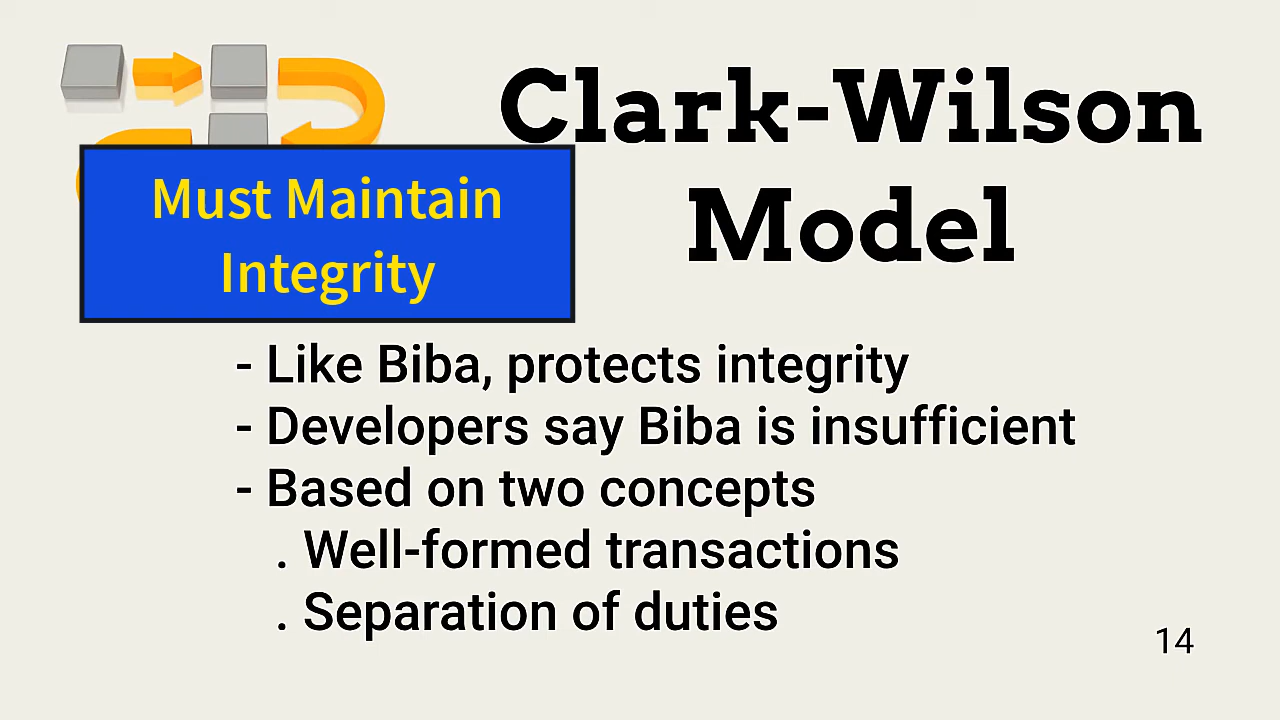 Clark-Wilson
Model
Must Maintain
Integrity
- Like Biba, protects integrity
- Developers say Biba is insufficient
- Based on two concepts
. Well-formed transactions
. Separation of duties
14